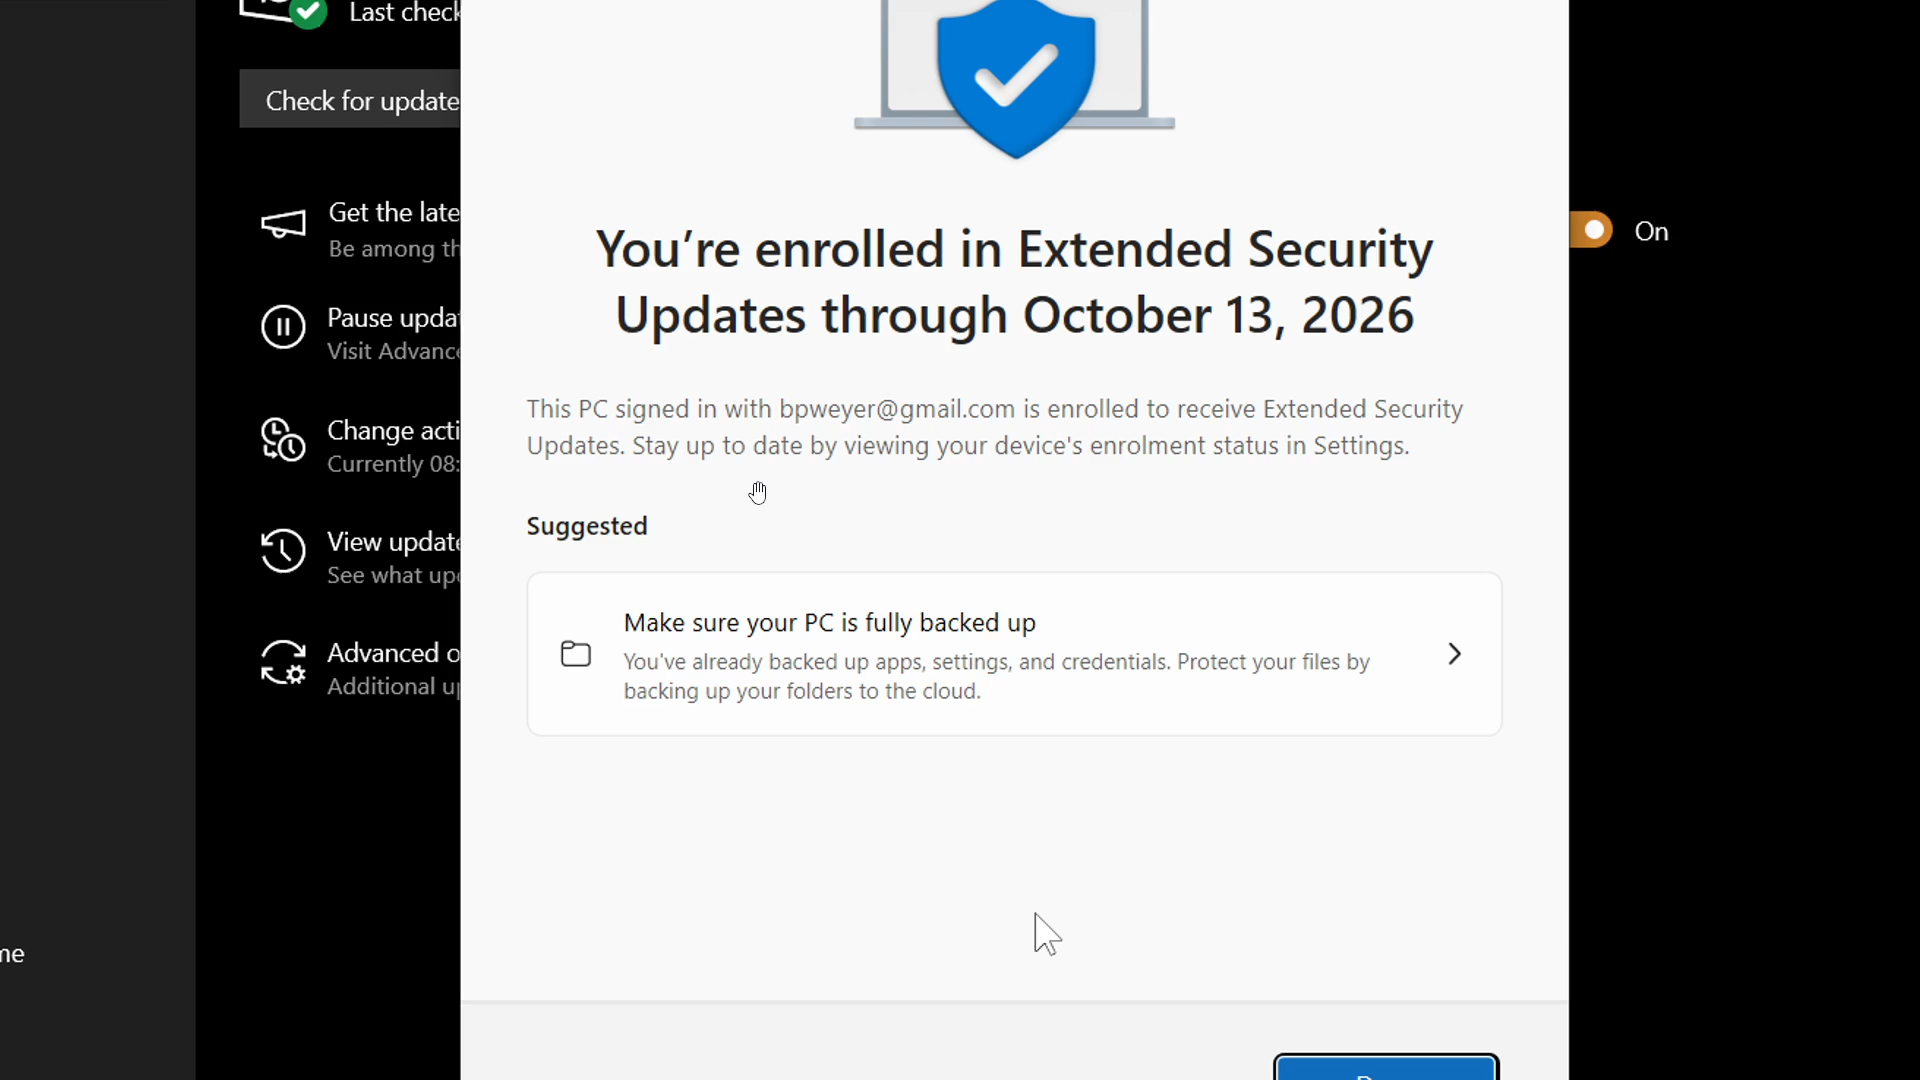 Last check
Check for update
Get the late
Be among th
Pause updat
Visit Advance
Change acti
Currently 08:
View update
See what upd
Advanced o
Additional up
me
You’re enrolled in Extended Security
Updates through October 13, 2026
This PC signed in with bpweyer@gmail.com is enrolled to receive Extended Security
Updates. Stay up to date by viewing your device's enrolment status in Settings.
Suggested
Make sure your PC is fully backed up
You've already backed up apps, settings, and credentials. Protect your files by
backing up your folders to the cloud.
On